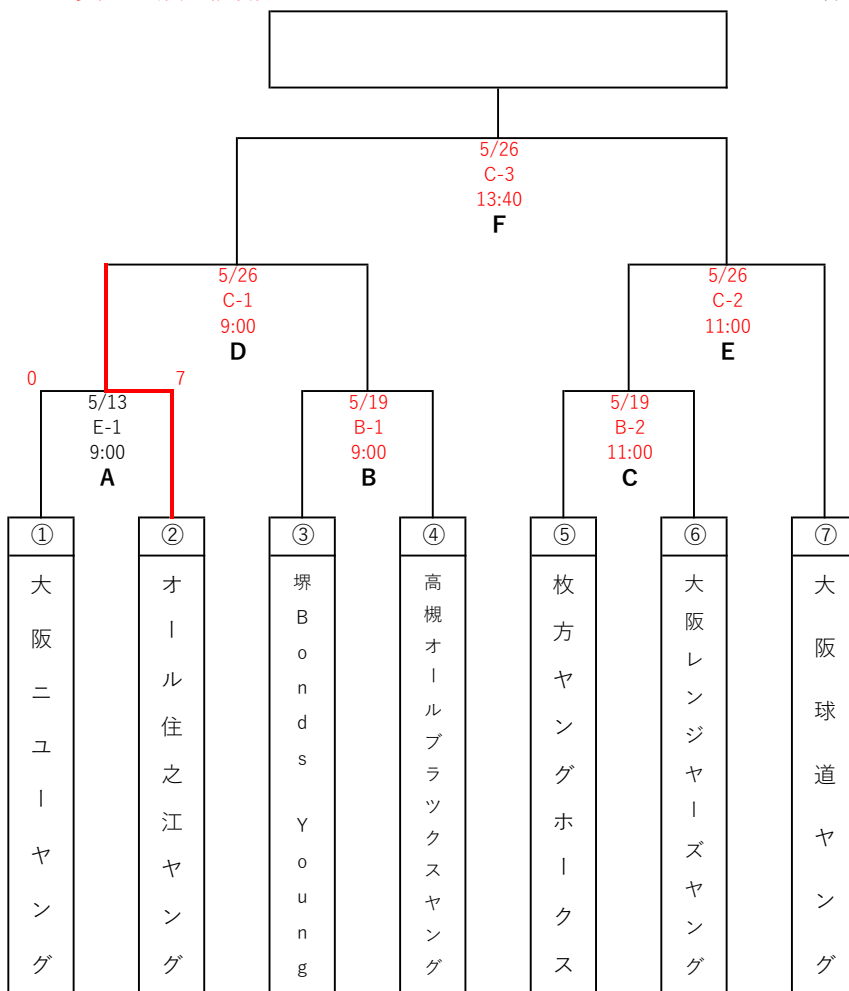 5/26
C-3
13:40
F
5/26
C-1
9:00
D
5/26
C-2
11:00
E
0
7
5/13
E-1
9:00
A
5/19
B-1
9:00
B
5/19
B-2
11:00
C
①
②
③
④
⑤
⑥
⑦
大阪ニューヤング
オール住之江ヤング
堺Bonds Young
高槻オールブラックスヤング
枚方ヤングホークス
大阪レンジャーズヤング
大阪球道ヤング